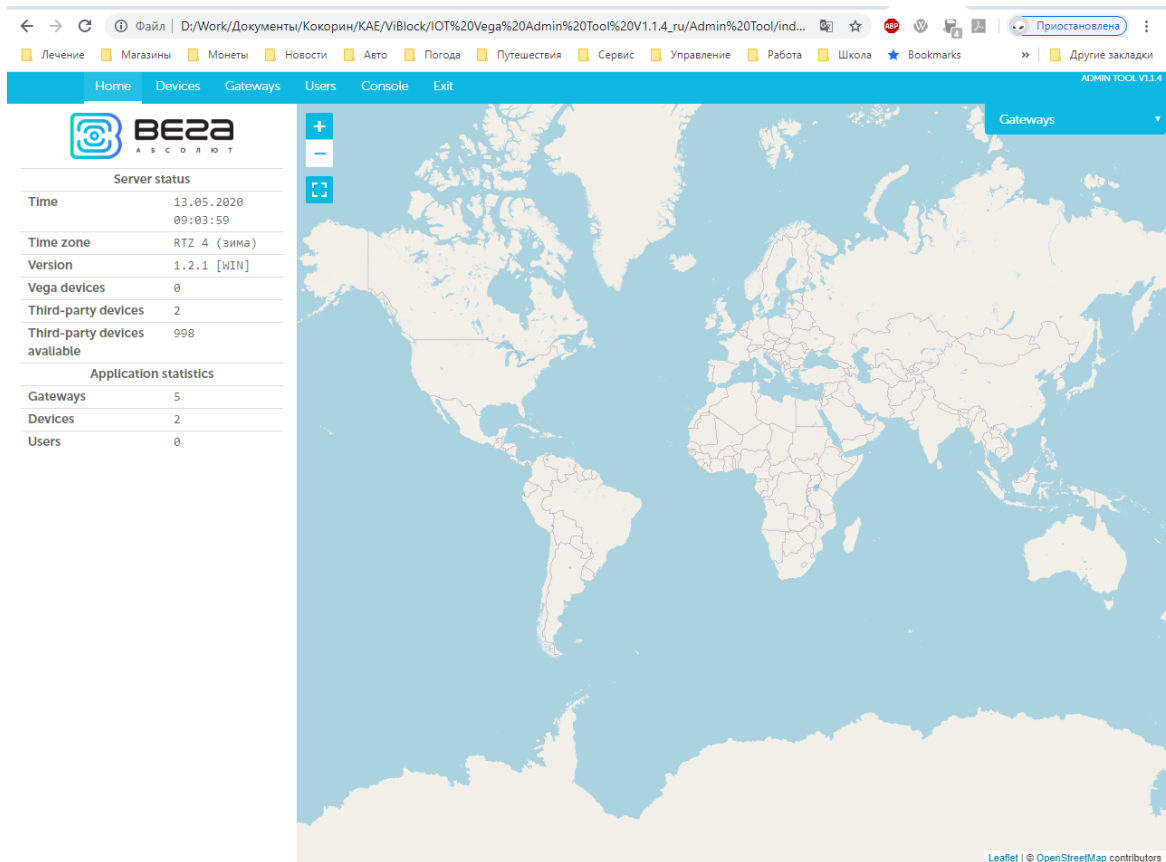 Файл | D:/Work/Документы/Кокорин/KAE/ViBlock/IOT%20Vega%20Admin%20Tool%20V1.1.4_ru/Admin%20Tool/ind...
ABP
4
Приостановлена
Лечение Магазины Монеты Новости Авто Погода Путешествия Сервис Управление Работа Школа Bookmarks » Другие закладки
Home Devices Gateways Users Console Exit
ADMIN TOOL V1.1.4
ВЕГА
АБСОЛЮТ
Gateways
+
−
Server status
Time 13.05.2020
09:03:59
Time zone RTZ 4 (зима)
Version 1.2.1 [WIN]
Vega devices 0
Third-party devices 2
Third-party devices 998
available
Application statistics
Gateways 5
Devices 2
Users 0
Leaflet | © OpenStreetMap contributors